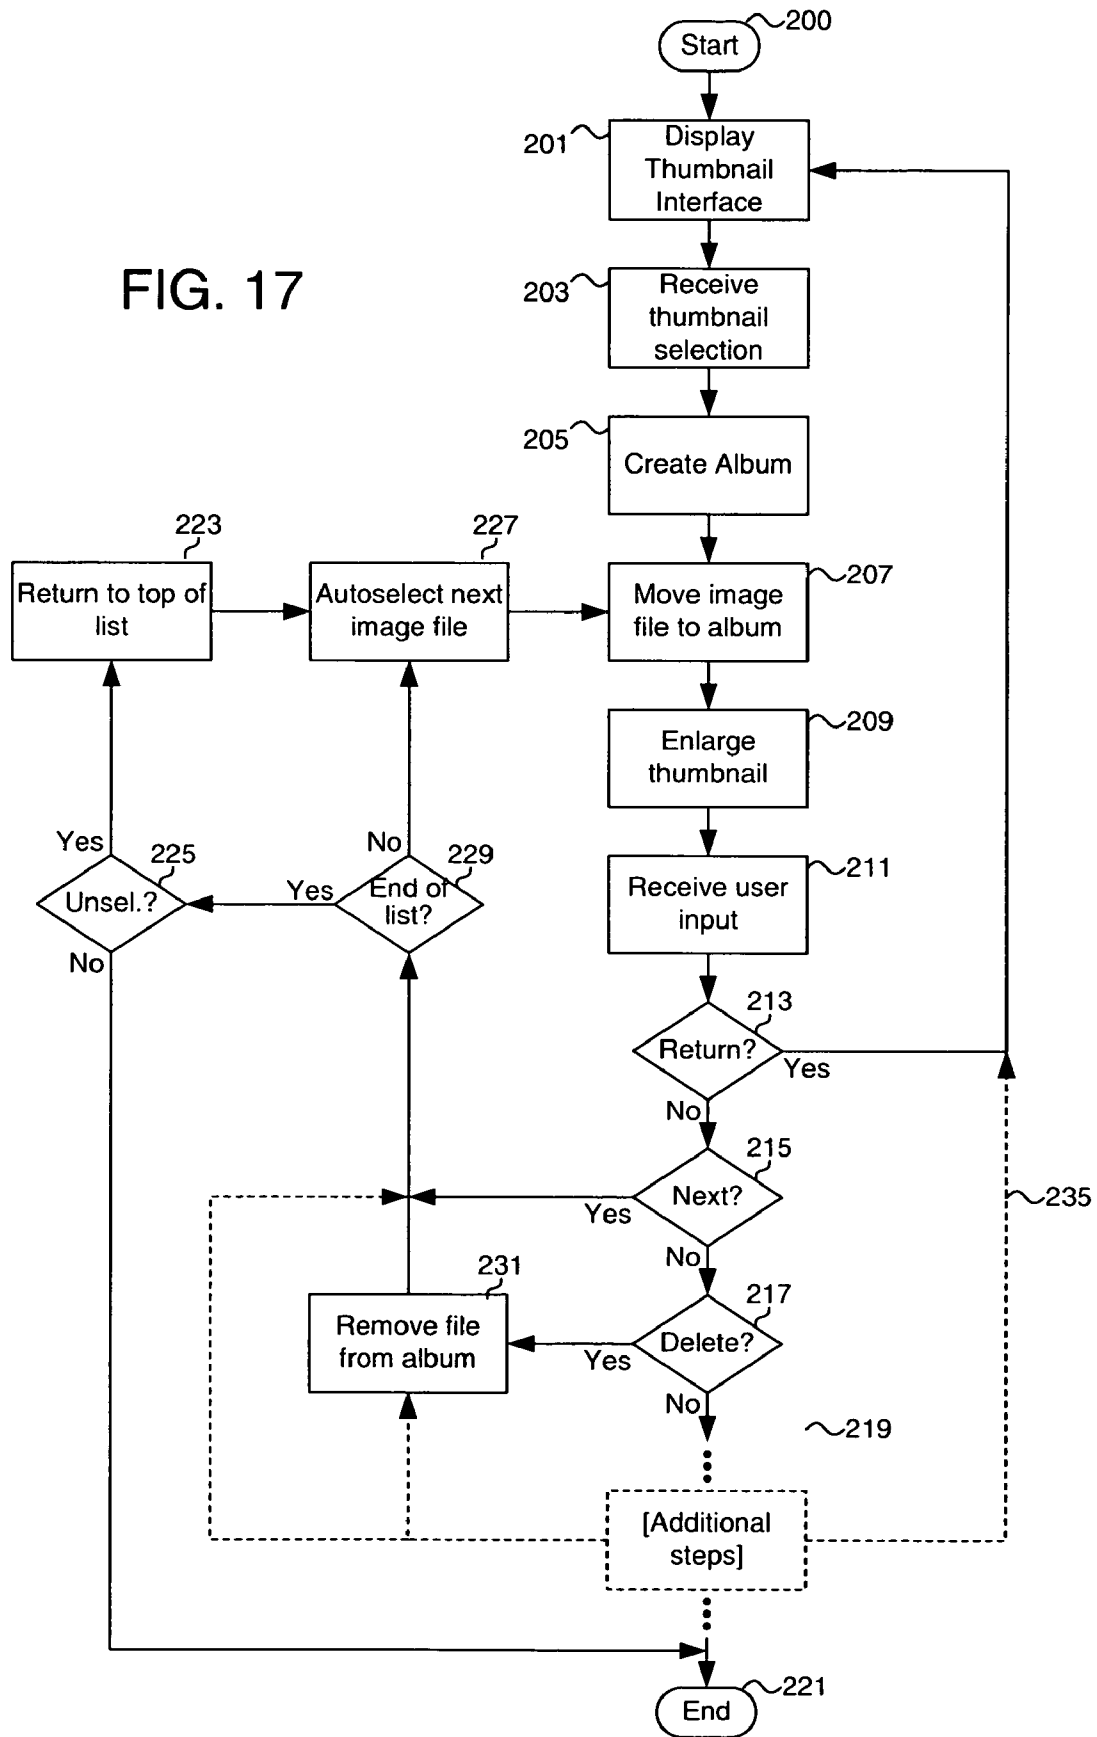 200
Start
201
Display
Thumbnail
Interface
FIG. 17
203
Receive
thumbnail
selection
205
Create Album
223
Return to top of
list
227
Autoselect next
image file
207
Move image
file to album
209
Enlarge
thumbnail
Yes
225
Unsel.?
No
No
229
Yes
End of
list?
211
Receive user
input
213
Return?
Yes
No
215
Next?
Yes
No
235
231
Remove file
from album
217
Delete?
Yes
No
219
[Additional
steps]
221
End